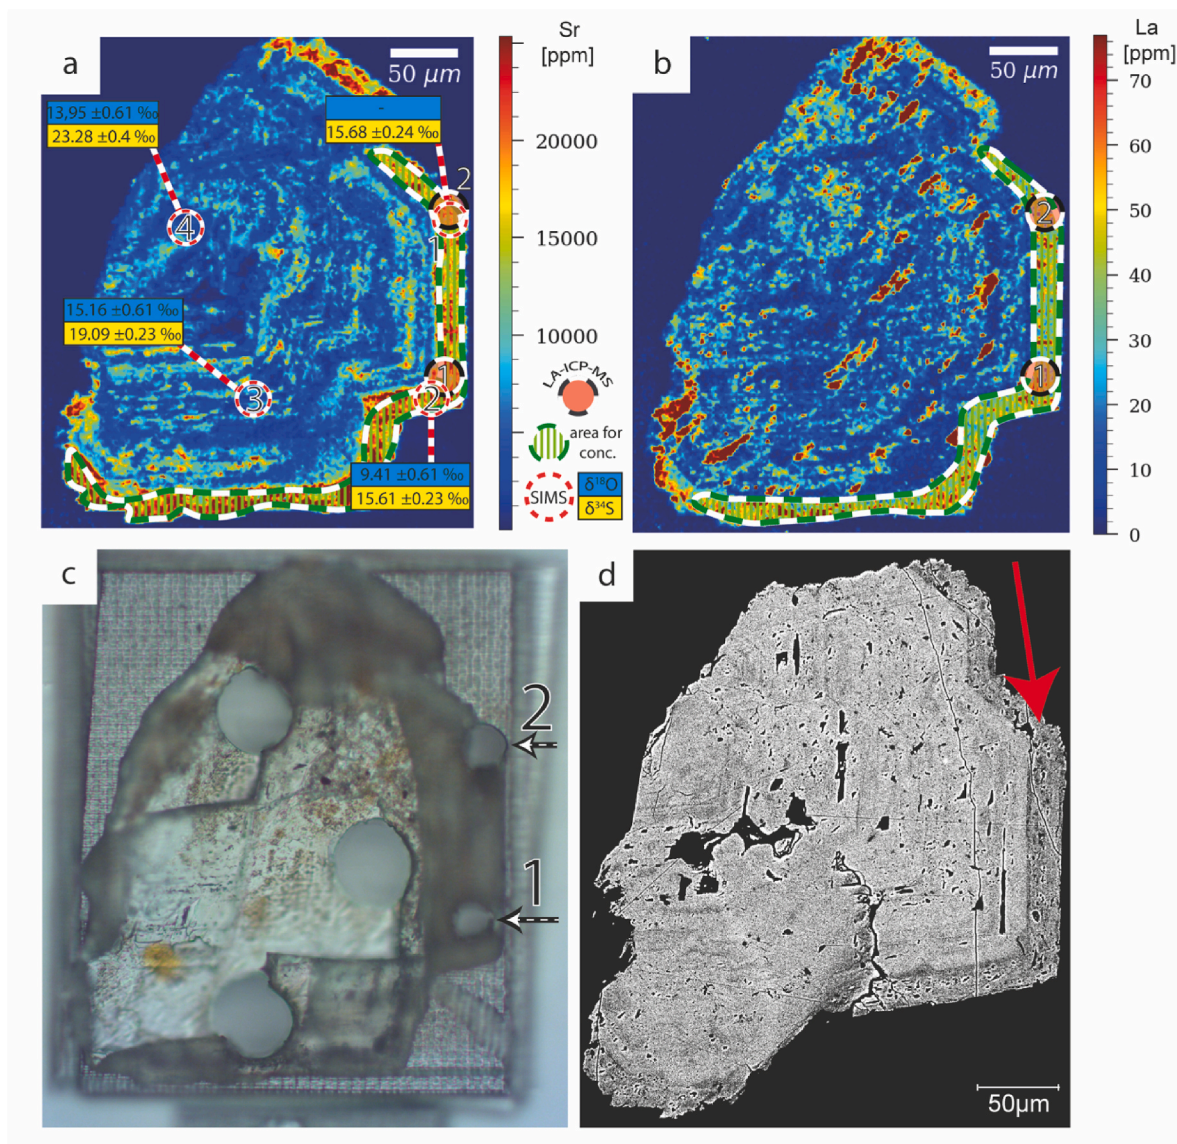 a
50 μm
Sr
[ppm]
20000
15000
10000
13,95 ±0.61 ‰
23.28 ±0.4 ‰
-
15.68 ±0.24 ‰
2
1
4
15.16 ±0.61 ‰
19.09 ±0.23 ‰
3
1
2
9.41 ±0.61 ‰
15.61 ±0.23 ‰
LA-ICP-MS
area for
conc.
SIMS
δ¹⁸O
δ³⁴S
b
50 μm
La
[ppm]
70
60
50
40
30
20
10
0
2
1
c
2
1
d
50μm